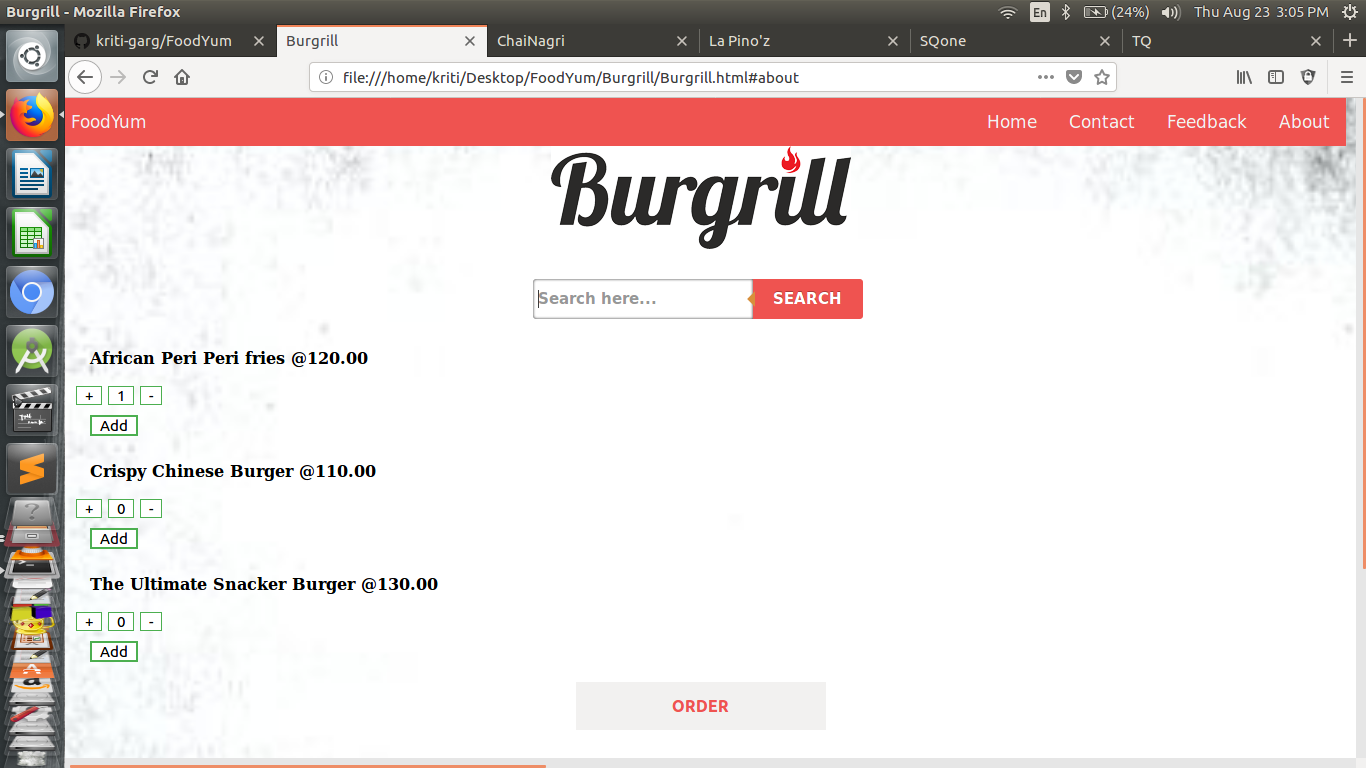 Burgrill - Mozilla Firefox
En (24%) Thu Aug 23 3:05 PM
kriti-garg/FoodYum
Burgrill
ChaiNagri
La Pino'z
SQone
TQ
file:///home/kriti/Desktop/FoodYum/Burgrill/Burgrill.html#about
FoodYum Home Contact Feedback About
Burgrill
Search here... SEARCH
African Peri Peri fries @120.00
+ 1 -
Add
Crispy Chinese Burger @110.00
+ 0 -
Add
The Ultimate Snacker Burger @130.00
+ 0 -
Add
ORDER